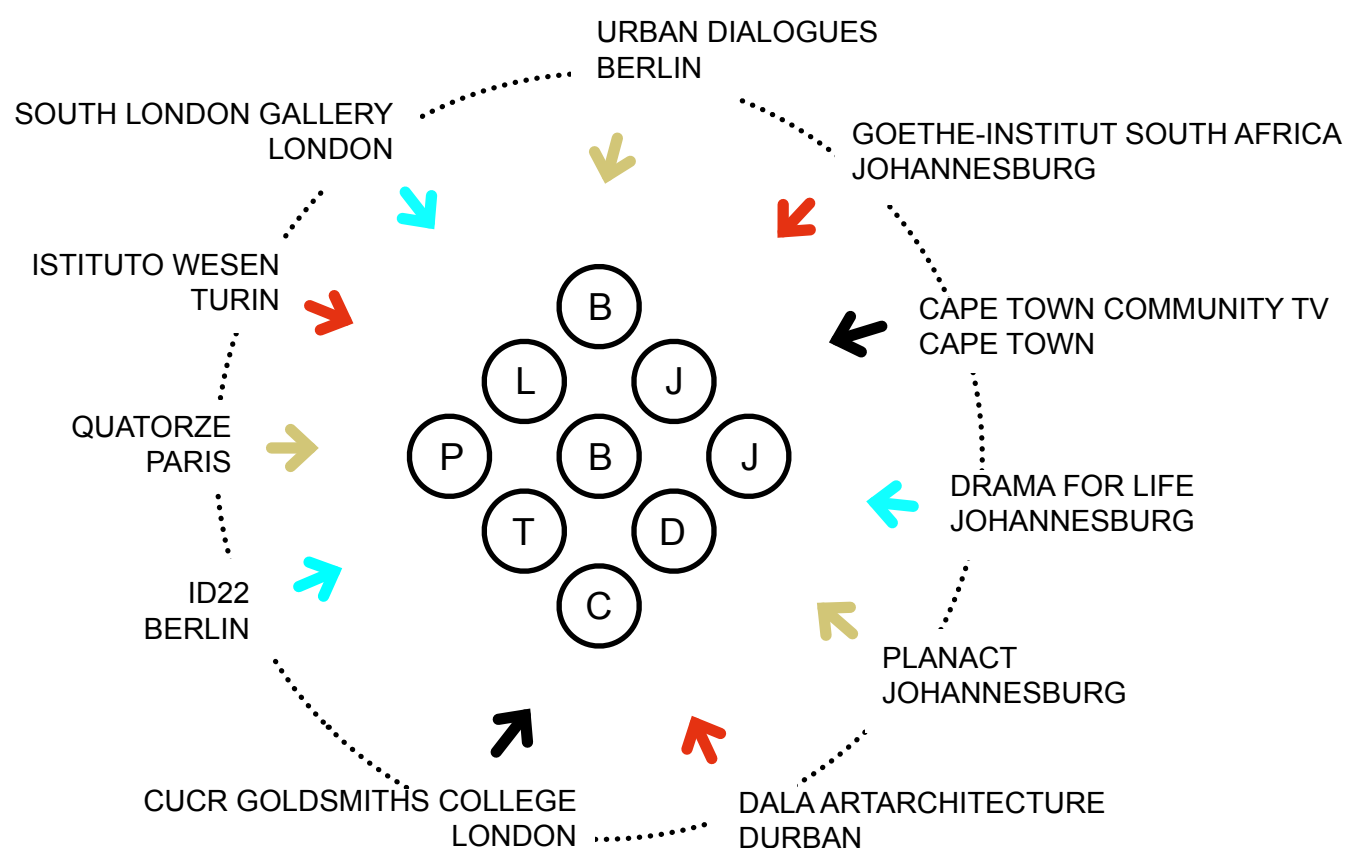 URBAN DIALOGUES
BERLIN
SOUTH LONDON GALLERY
LONDON
GOETHE-INSTITUT SOUTH AFRICA
JOHANNESBURG
ISTITUTO WESEN
TURIN
CAPE TOWN COMMUNITY TV
CAPE TOWN
QUATORZE
PARIS
DRAMA FOR LIFE
JOHANNESBURG
ID22
BERLIN
PLANACT
JOHANNESBURG
CUCR GOLDSMITHS COLLEGE
LONDON
DALA ARTARCHITECTURE
DURBAN
B
L J
P B J
T D
C